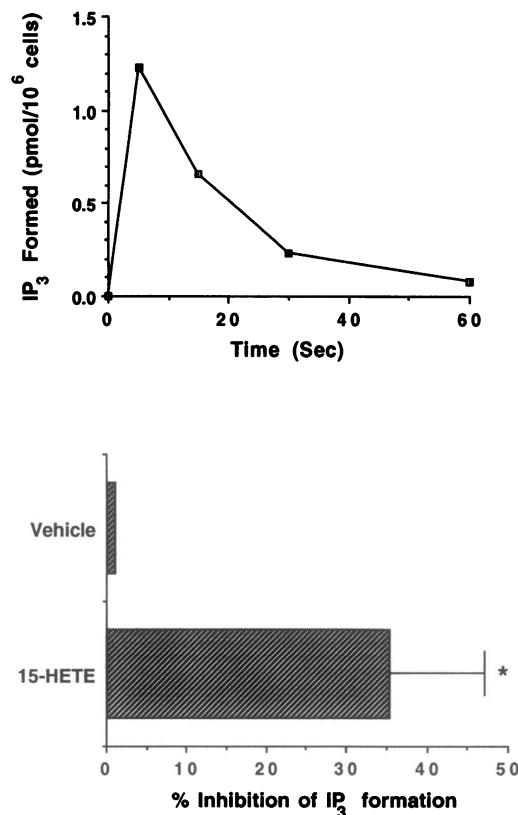 IP3 Formed (pmol/10^6 cells)
1.5
1.0
0.5
0.0
0 20 40 60
Time (Sec)
Vehicle
15-HETE
*
0 10 20 30 40 50
% Inhibition of IP3 formation